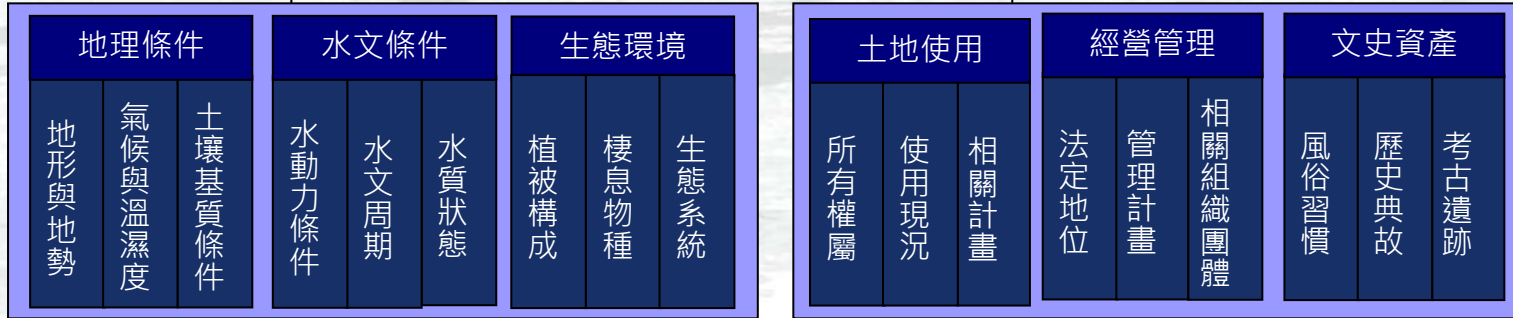 地理條件
地形與地勢
氣候與溫濕度
土壤基質條件
水文條件
水動力條件
水文周期
水質狀態
生態環境
植被構成
棲息物種
生態系統
土地使用
所有權屬
使用現況
相關計畫
經營管理
法定地位
管理計畫
相關組織團體
文史資產
風俗習慣
歷史典故
考古遺跡